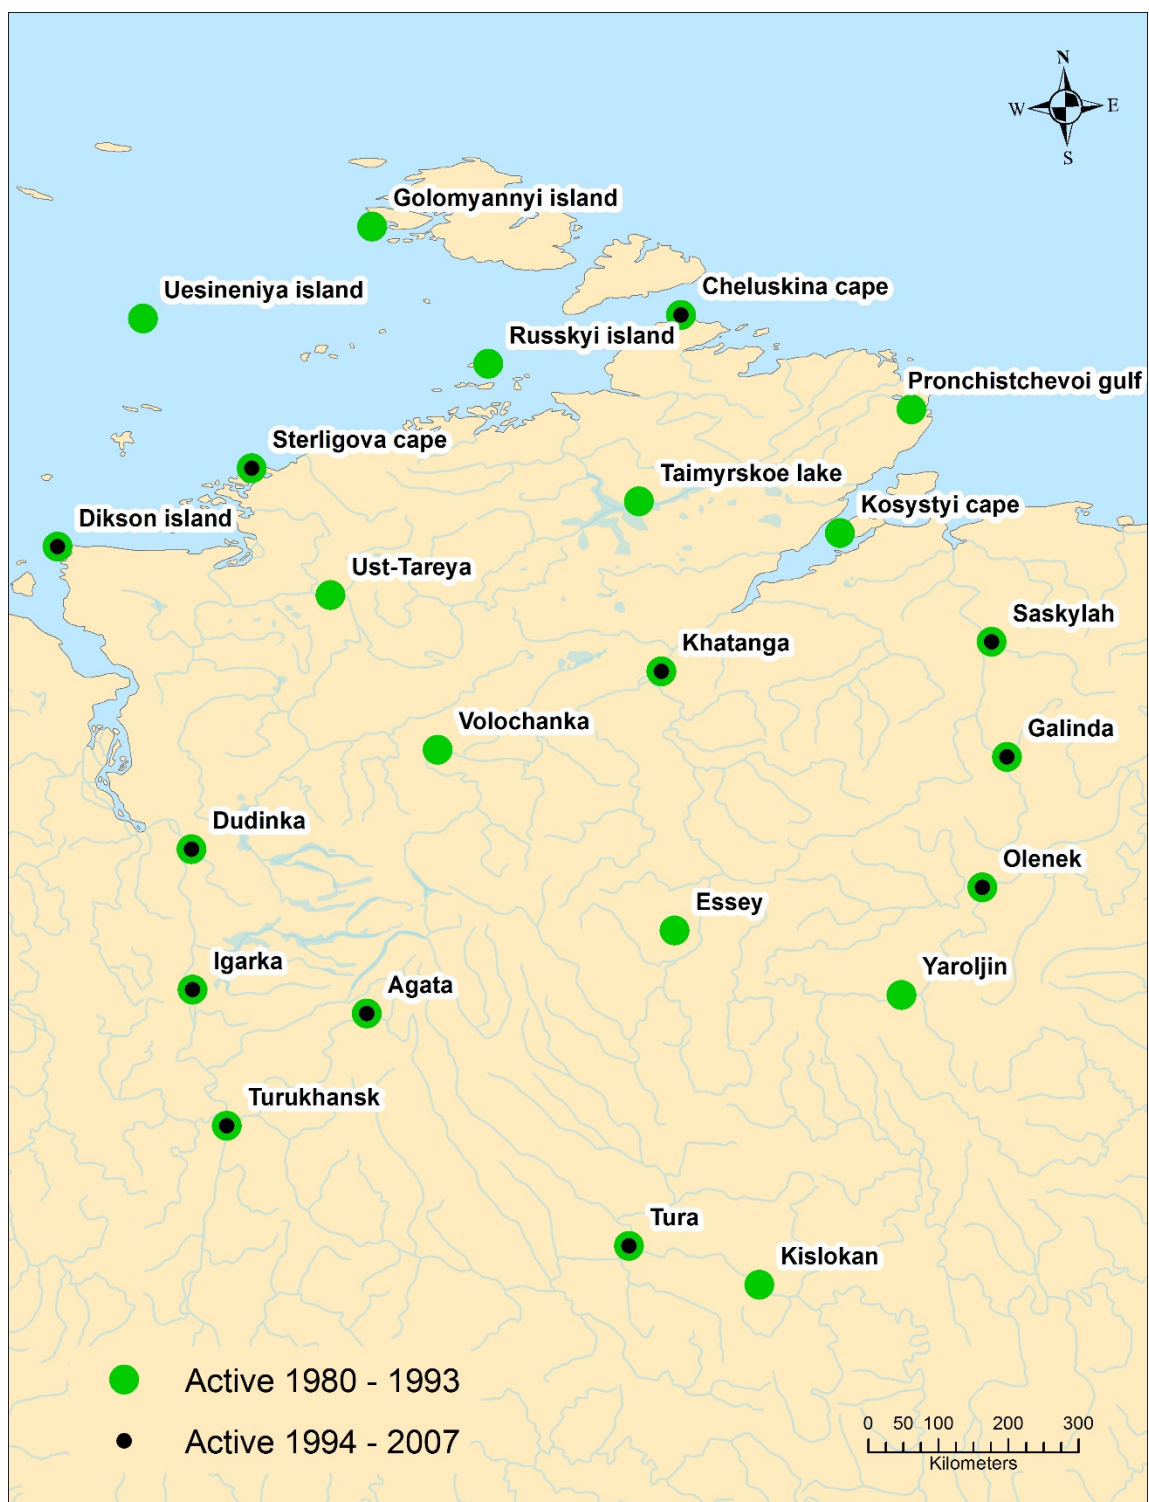 N
W E
S
Golomyannyi island
Uesineniya island
Cheluskina cape
Russkyi island
Pronchistchevoi gulf
Sterligova cape
Taimyrskoe lake
Kosystyi cape
Dikson island
Ust-Tareya
Saskylah
Khatanga
Volochanka
Galinda
Dudinka
Olenek
Essey
Igarka
Yaroljin
Agata
Turukhansk
Tura
Kislokan
Active 1980 - 1993
Active 1994 - 2007
0 50 100 200 300
Kilometers